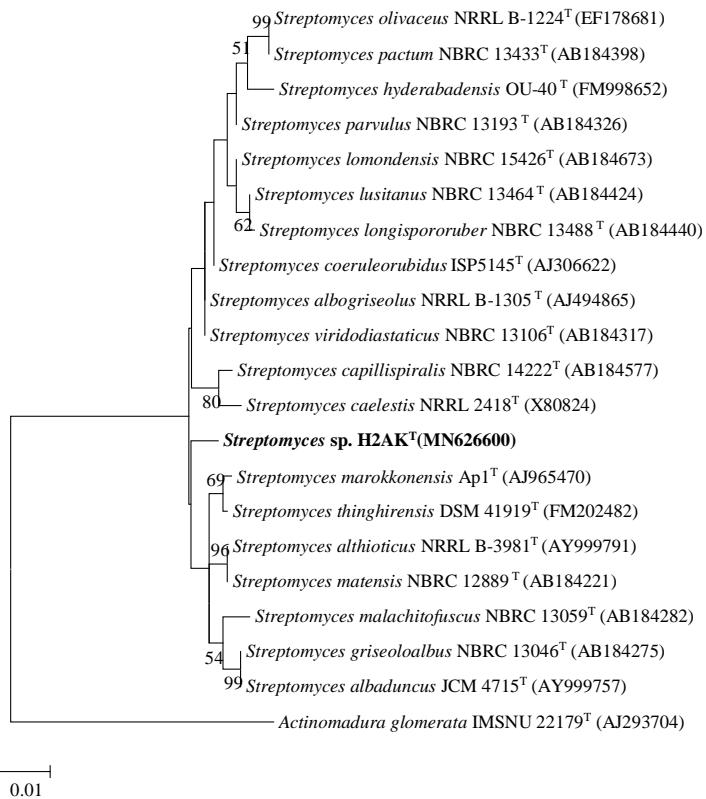 99 Streptomyces olivaceus NRRL B-1224T (EF178681)
Streptomyces pactum NBRC 13433T (AB184398)
51
Streptomyces hyderabadensis OU-40 T (FM998652)
Streptomyces parvulus NBRC 13193 T (AB184326)
Streptomyces lomondensis NBRC 15426T (AB184673)
Streptomyces lusitanus NBRC 13464 T (AB184424)
62 Streptomyces longispororuber NBRC 13488 T (AB184440)
Streptomyces coeruleorubidus ISP5145T (AJ306622)
Streptomyces albogriseolus NRRL B-1305 T (AJ494865)
Streptomyces viridodiastaticus NBRC 13106T (AB184317)
Streptomyces capillispiralis NBRC 14222T (AB184577)
80 Streptomyces caelestis NRRL 2418T (X80824)
Streptomyces sp. H2AKT(MN626600)
69 Streptomyces marokkonensis Ap1T (AJ965470)
Streptomyces thinghirensis DSM 41919T (FM202482)
96 Streptomyces althioticus NRRL B-3981T (AY999791)
Streptomyces matensis NBRC 12889 T (AB184221)
Streptomyces malachitofuscus NBRC 13059T (AB184282)
54 Streptomyces griseoloalbus NBRC 13046T (AB184275)
99 Streptomyces albaduncus JCM 4715T (AY999757)
Actinomadura glomerata IMSNU 22179T (AJ293704)
0.01